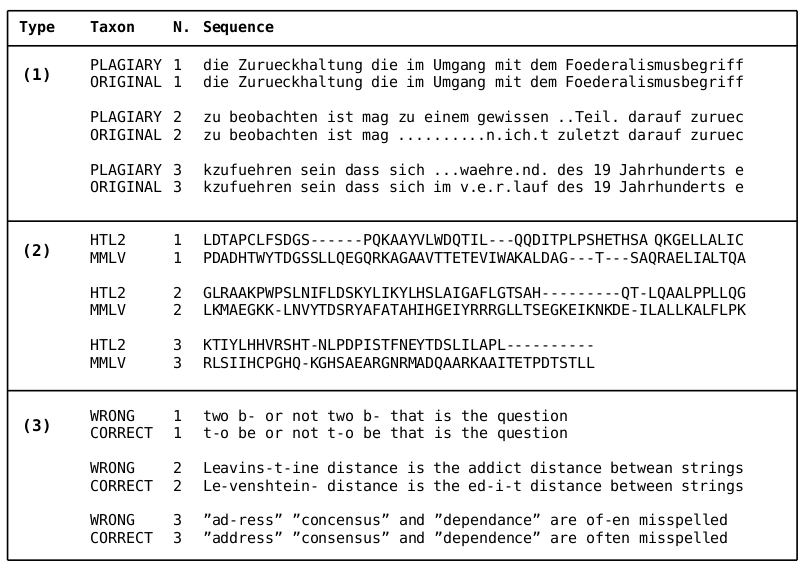 Type Taxon N. Sequence
(1) PLAGIARY 1 die Zurueckhaltung die im Umgang mit dem Foederalismusbegriff
ORIGINAL 1 die Zurueckhaltung die im Umgang mit dem Foederalismusbegriff
PLAGIARY 2 zu beobachten ist mag zu einem gewissen ..Teil. darauf zuruec
ORIGINAL 2 zu beobachten ist mag ..........n.ich.t zuletzt darauf zuruec
PLAGIARY 3 kzufuehren sein dass sich ...waehre.nd. des 19 Jahrhunderts e
ORIGINAL 3 kzufuehren sein dass sich im v.e.r.lauf des 19 Jahrhunderts e
(2) HTL2 1 LDTAPCLFSDGS------PQKAAYVLWDQTIL---QQDITPLPSHETHSA QKGELLALIC
MMLV 1 PDADHTWYTDGSSLLQEGQRKAGAAVTTETEVIWAKALDAG---T---SAQRAELIALTQA
HTL2 2 GLRAAKPWPSLNIFLDSKYLIKYLHSLAIGAFLGTSAH---------QT-LQAALPPLLQG
MMLV 2 LKMAEGKK-LNVYTDSRYAFATAHIHGEIYRRRGLLTSEGKEIKNKDE-ILALLKALFLPK
HTL2 3 KTIYLHHVRSHT-NLPDPISTFNEYTDSLILAPL----------
MMLV 3 RLSIIHCPGHQ-KGHSAEARGNRMADQAARKAAITETPDTSTLL
(3) WRONG 1 two b- or not two b- that is the question
CORRECT 1 t-o be or not t-o be that is the question
WRONG 2 Leavins-t-ine distance is the addict distance betwean strings
CORRECT 2 Le-venshtein- distance is the ed-i-t distance between strings
WRONG 3 ”ad-ress” ”concensus” and ”dependance” are of-en misspelled
CORRECT 3 ”address” ”consensus” and ”dependence” are often misspelled